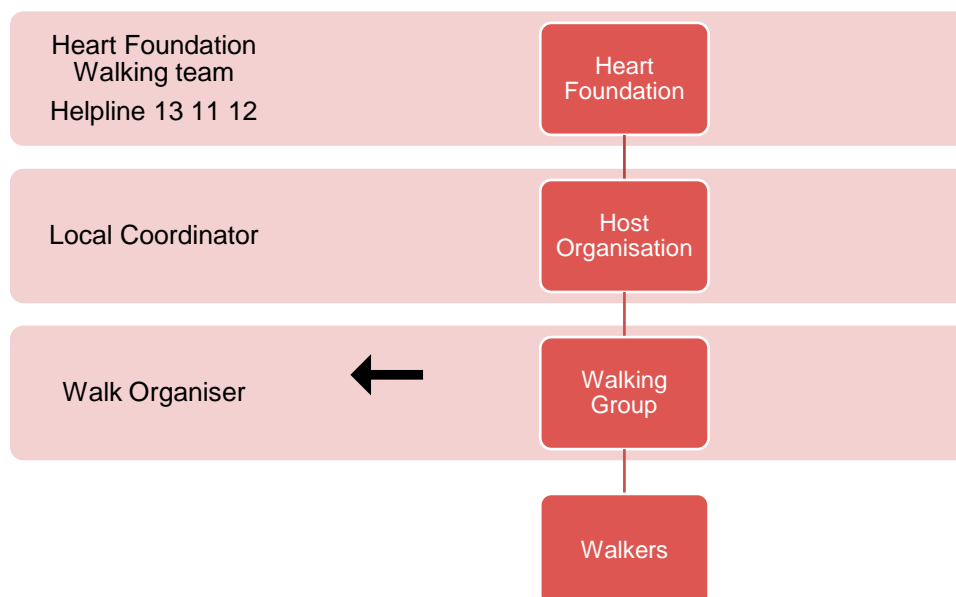 Heart Foundation
Walking team
Helpline 13 11 12
Heart
Foundation
Local Coordinator
Host
Organisation
Walk Organiser
Walking
Group
Walkers